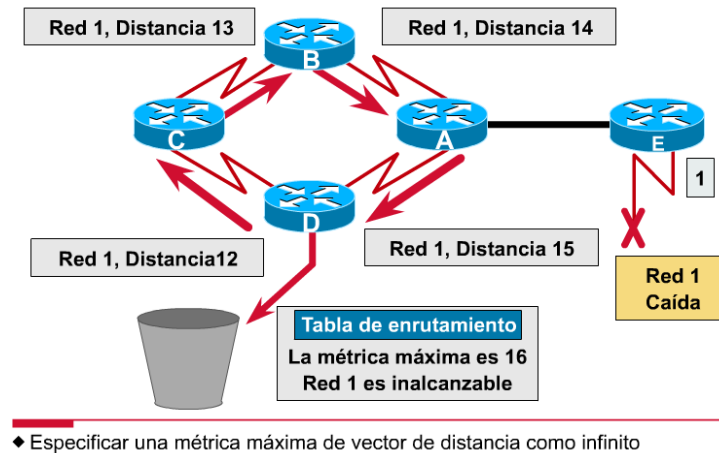 Red 1, Distancia 13
Red 1, Distancia 14
B
C
A
E
1
D
Red 1, Distancia12
Red 1, Distancia 15
Red 1
Caída
Tabla de enrutamiento
La métrica máxima es 16
Red 1 es inalcanzable
◆ Especificar una métrica máxima de vector de distancia como infinito